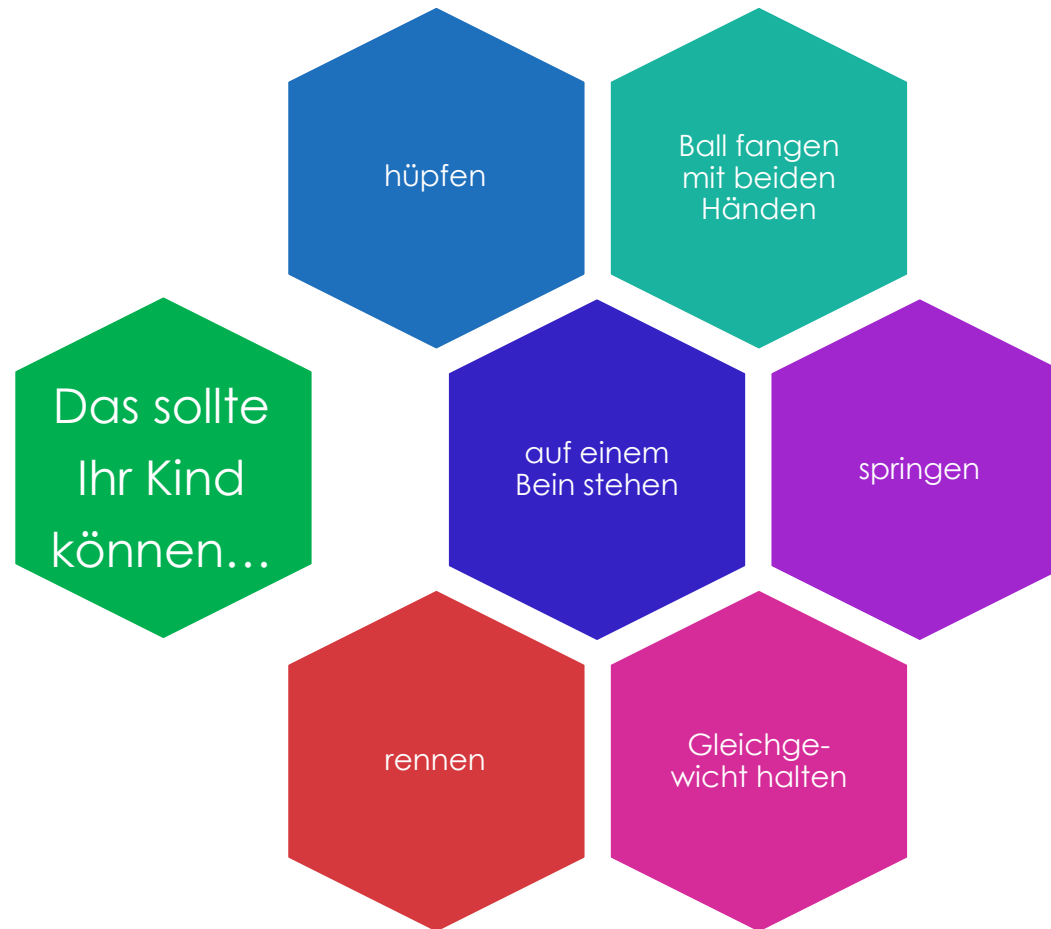 Das sollte
Ihr Kind
können…
hüpfen
Ball fangen
mit beiden
Händen
auf einem
Bein stehen
springen
rennen
Gleichge-
wicht halten